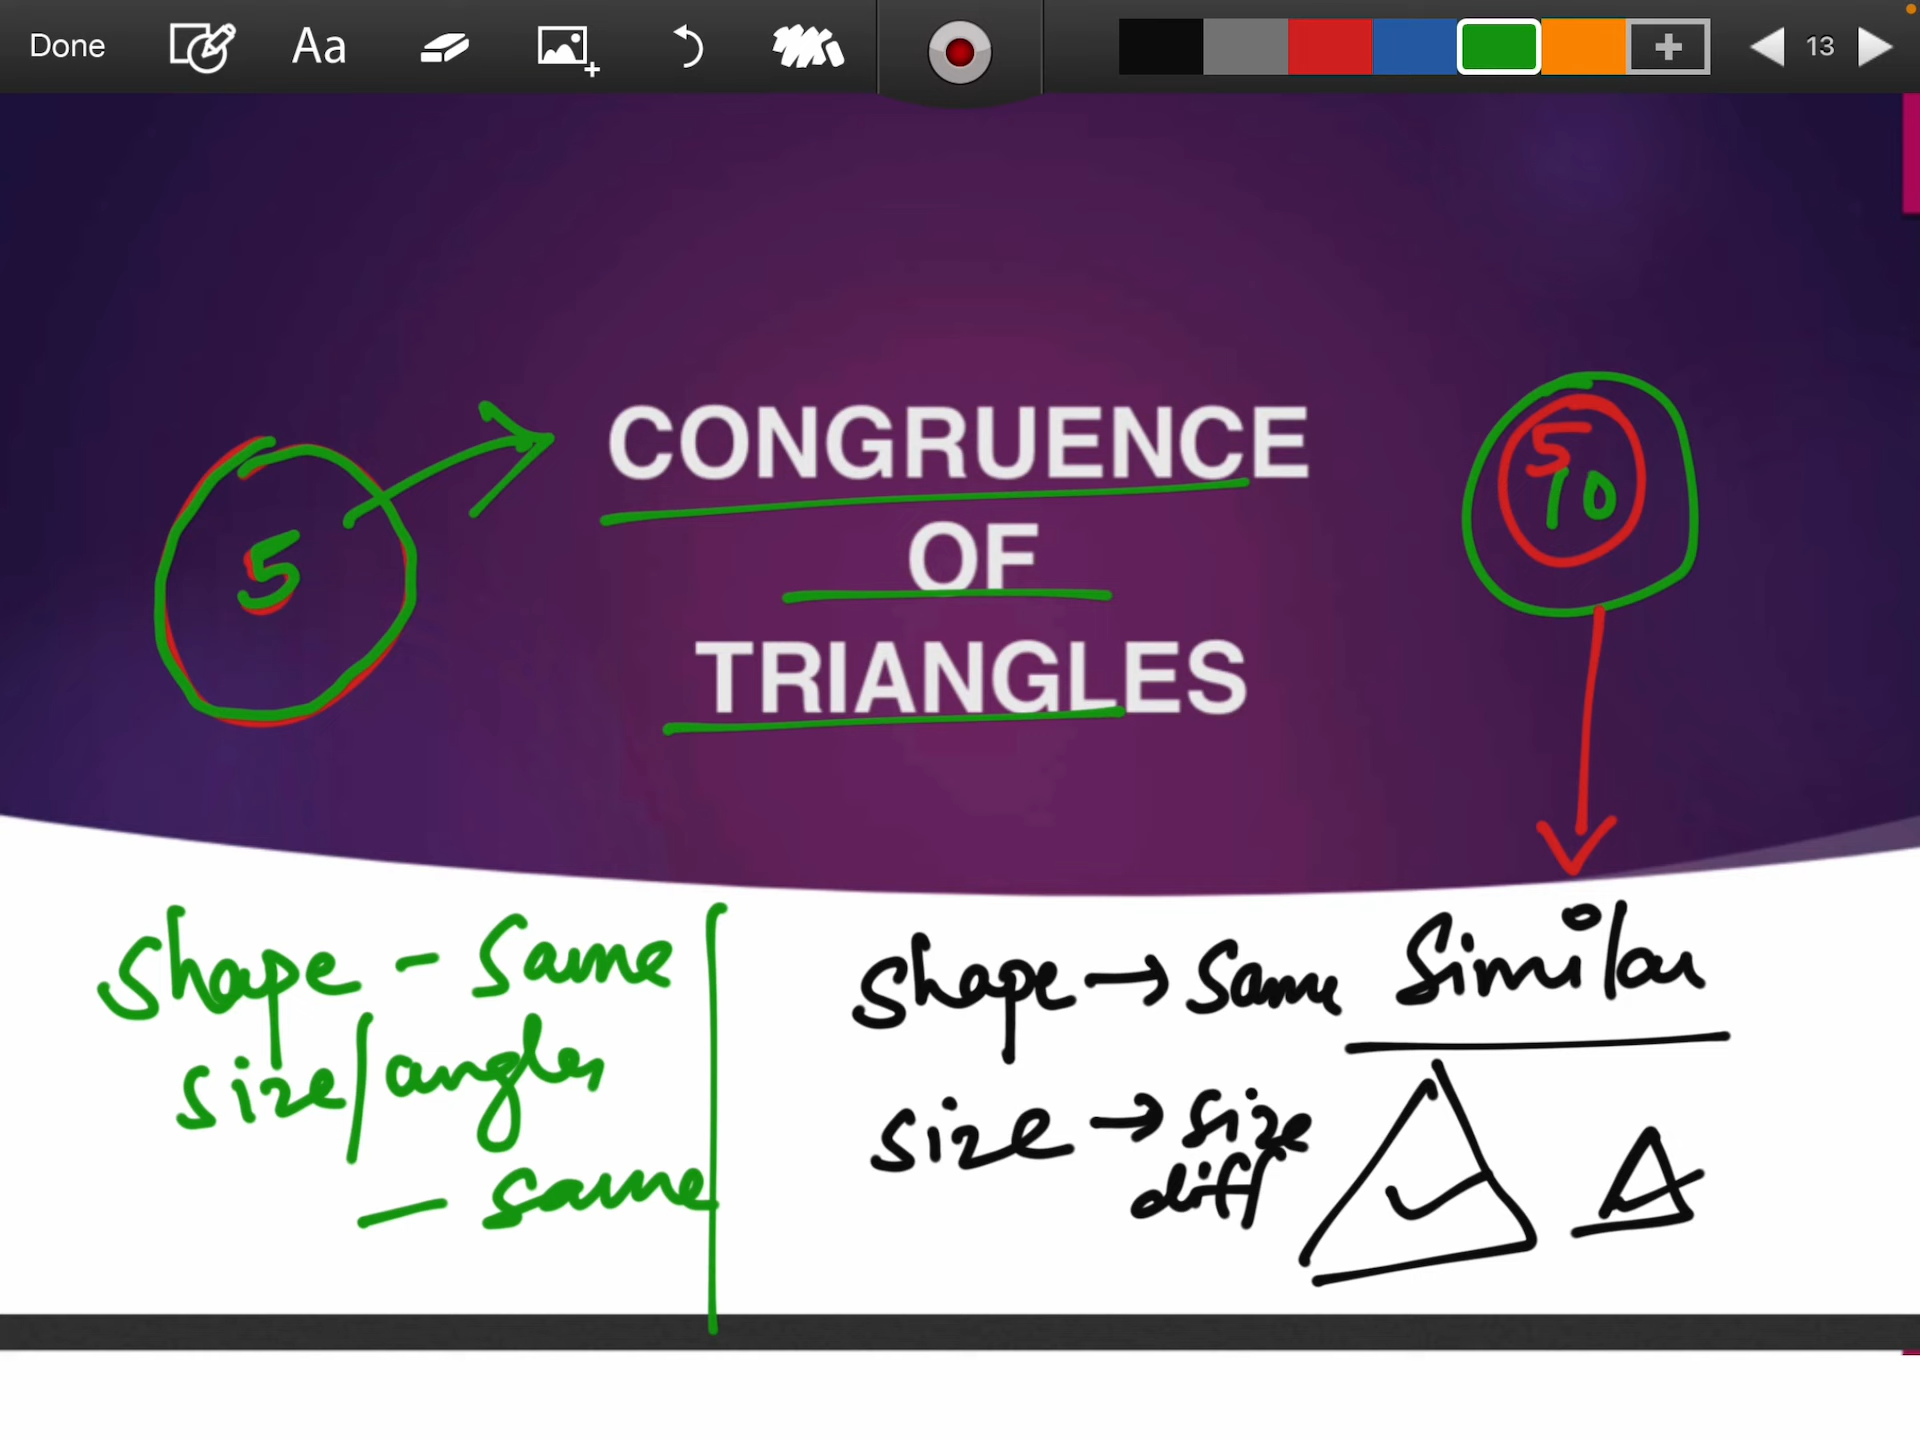 Done Aa 13
CONGRUENCE
OF
TRIANGLES
5
5
10
Shape - Same
size/angles
- same
Shape → Same
size → size
diff
Similar